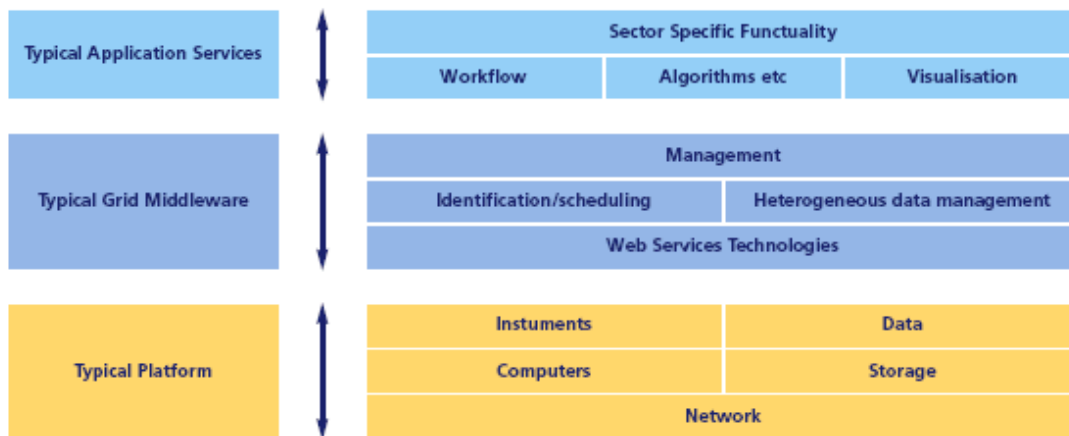 Typical Application Services
Sector Specific Functuality
Workflow
Algorithms etc
Visualisation
Typical Grid Middleware
Management
Identification/scheduling
Heterogeneous data management
Web Services Technologies
Typical Platform
Instuments
Data
Computers
Storage
Network